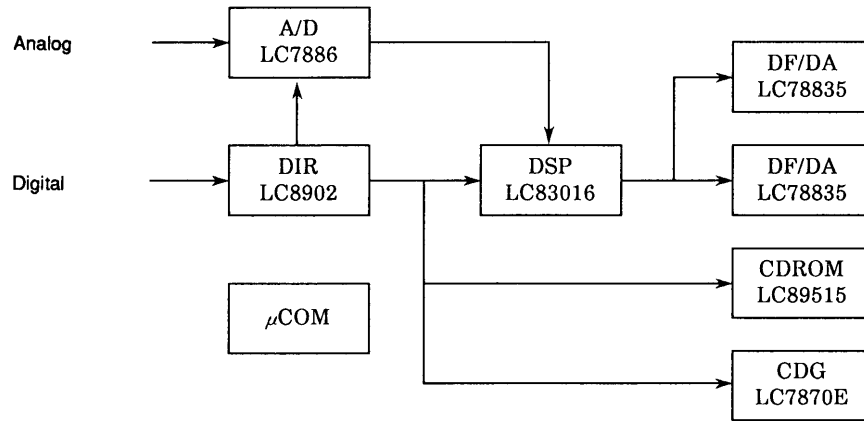 Analog
A/D
LC7886
DF/DA
LC78835
Digital
DIR
LC8902
DSP
LC83016
DF/DA
LC78835
CDROM
LC89515
μCOM
CDG
LC7870E